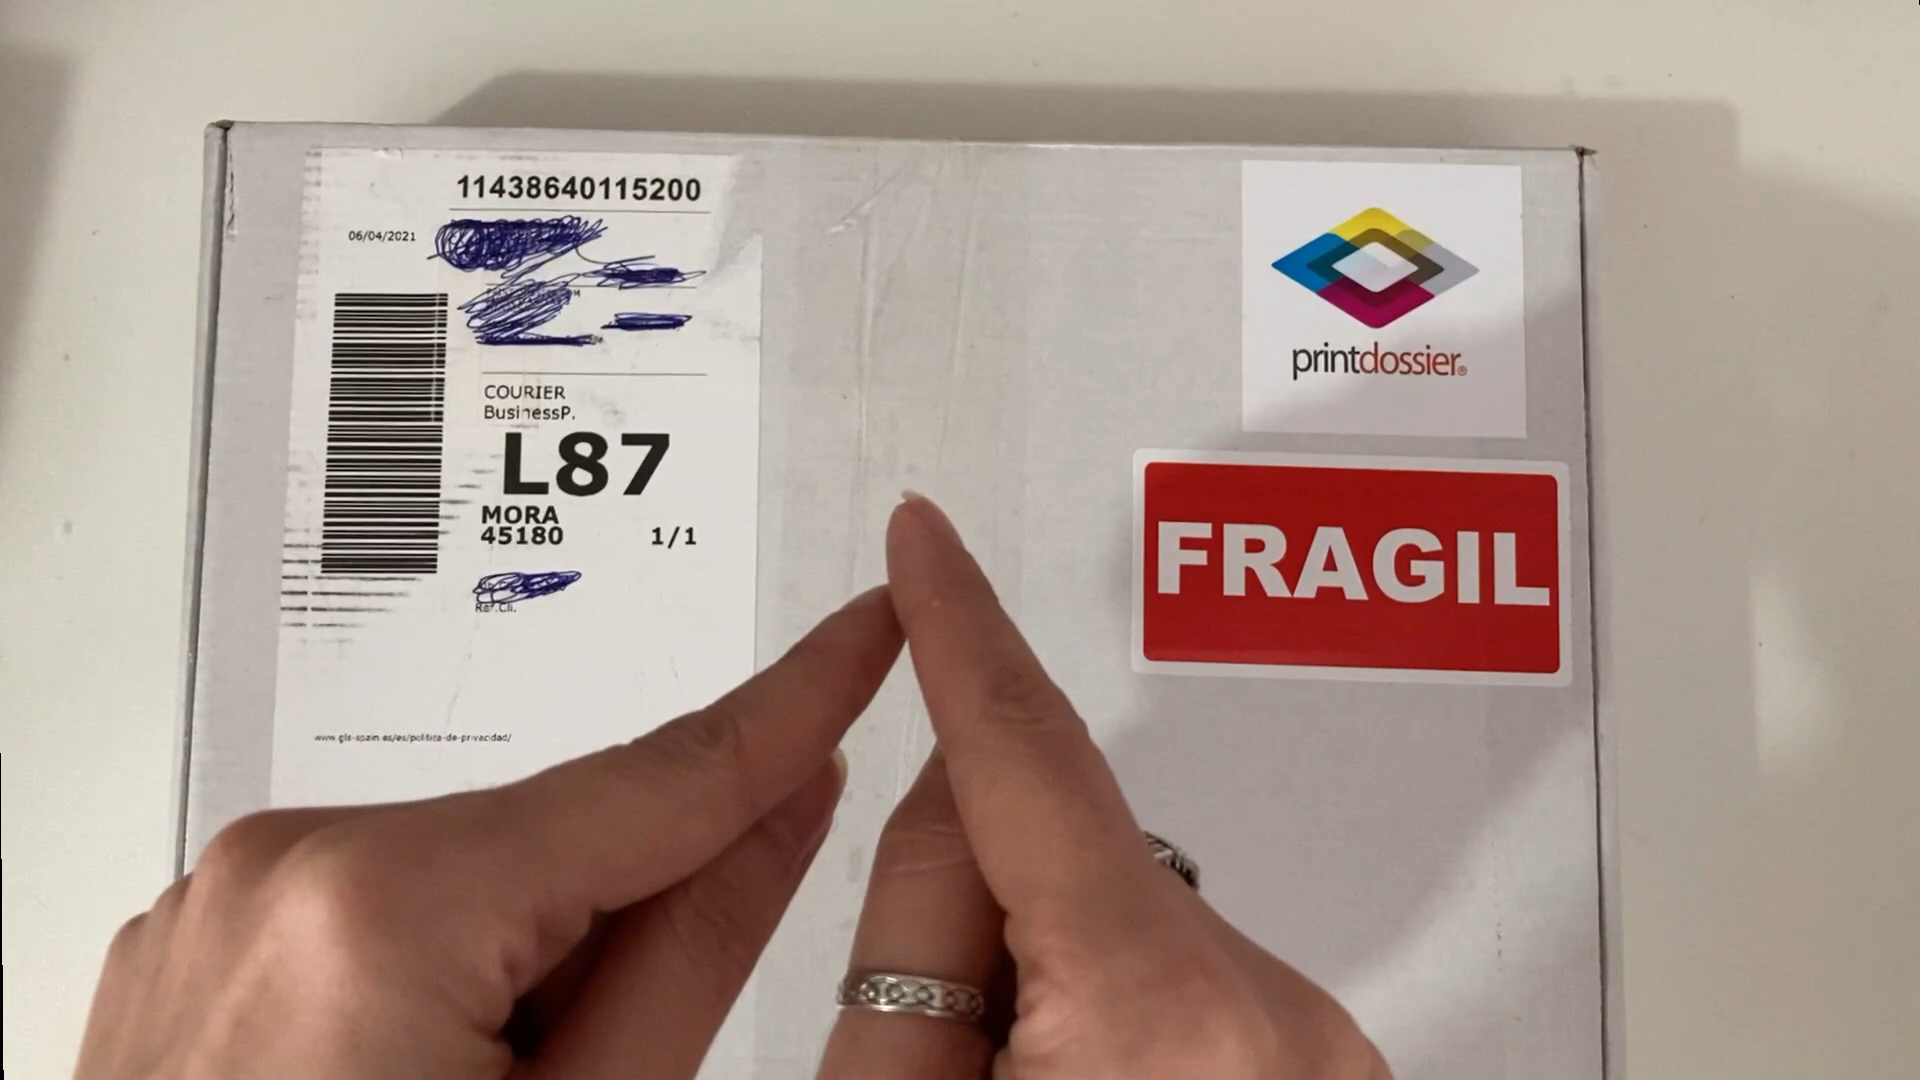 11438640115200
06/04/2021
COURIER
BusinessP.
L87
MORA
45180
1/1
Ref.Cli.
www.gls-spain.es/es/politica-de-privacidad/
printdossier®
FRAGIL